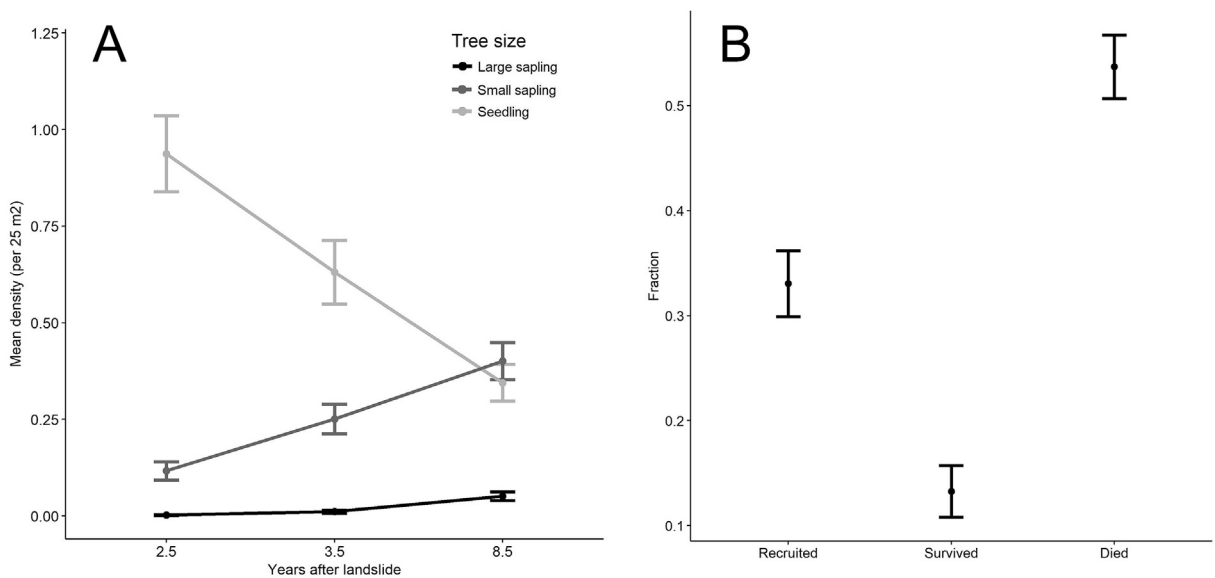 A
1.25
1.00
0.75
0.50
0.25
0.00
Mean density (per 25 m2)
Tree size
Large sapling
Small sapling
Seedling
2.5 3.5 8.5
Years after landslide
B
0.5
0.4
0.3
0.2
0.1
Fraction
Recruited Survived Died